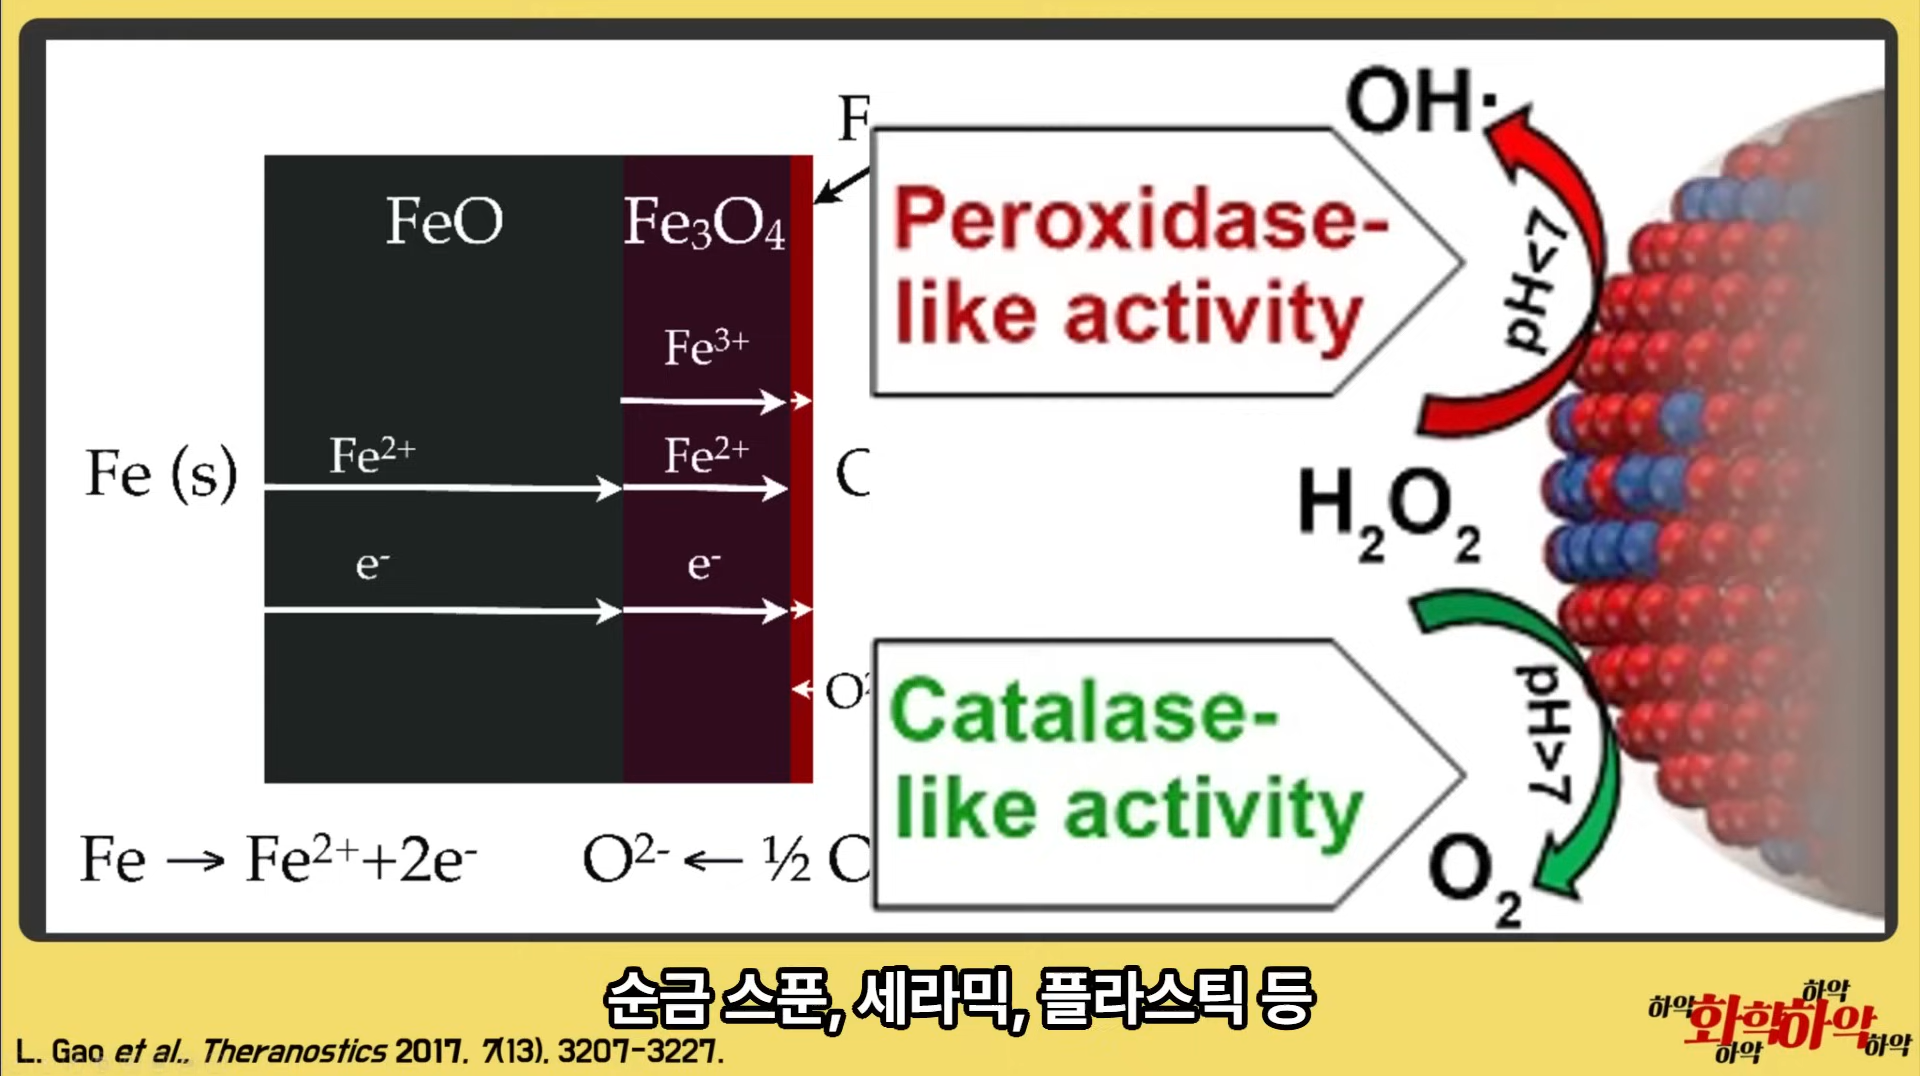 FeO
Fe₃O₄
F
Fe³⁺
Fe (s)
Fe²⁺
Fe²⁺
C
e⁻
e⁻
O²
Fe → Fe²⁺+2e⁻
O²⁻ ← ½ O
Peroxidase-
like activity
OH·
pH<7
H₂O₂
Catalase-
like activity
pH>7
O₂
순금 스푼, 세라믹, 플라스틱 등
L. Gao et al., Theranostics 2017, 7(13), 3207-3227.
하악
화학하악
하악
하악
하악